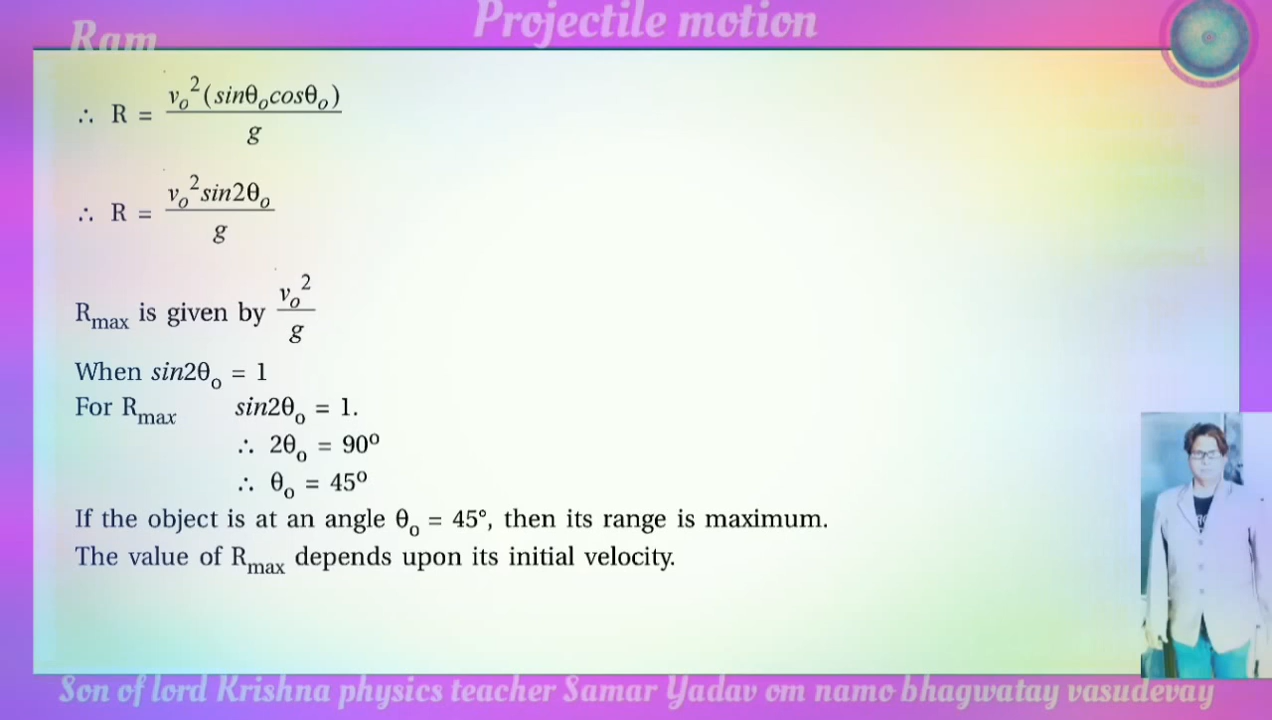 Projectile motion
Ram
∴ R = v₀²(sinθ₀cosθ₀)/g
∴ R = v₀²sin2θ₀/g
Rmax is given by v₀²/g
When sin2θ₀ = 1
For Rmax sin2θ₀ = 1.
∴ 2θ₀ = 90⁰
∴ θ₀ = 45⁰
If the object is at an angle θ₀ = 45°, then its range is maximum.
The value of Rmax depends upon its initial velocity.
Son of lord Krishna physics teacher Samar Yadav om namo bhagwatay vasudevay